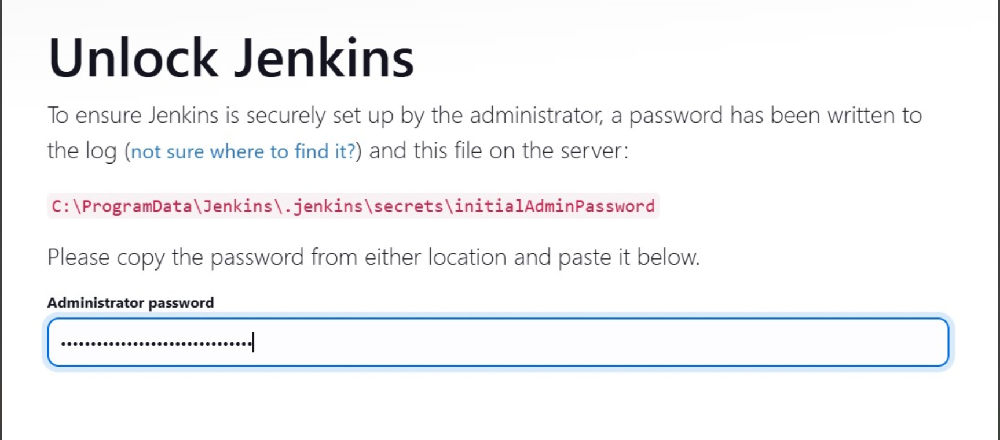 Unlock Jenkins
To ensure Jenkins is securely set up by the administrator, a password has been written to
the log (not sure where to find it?) and this file on the server:
C:\ProgramData\Jenkins\.jenkins\secrets\initialAdminPassword
Please copy the password from either location and paste it below.
Administrator password